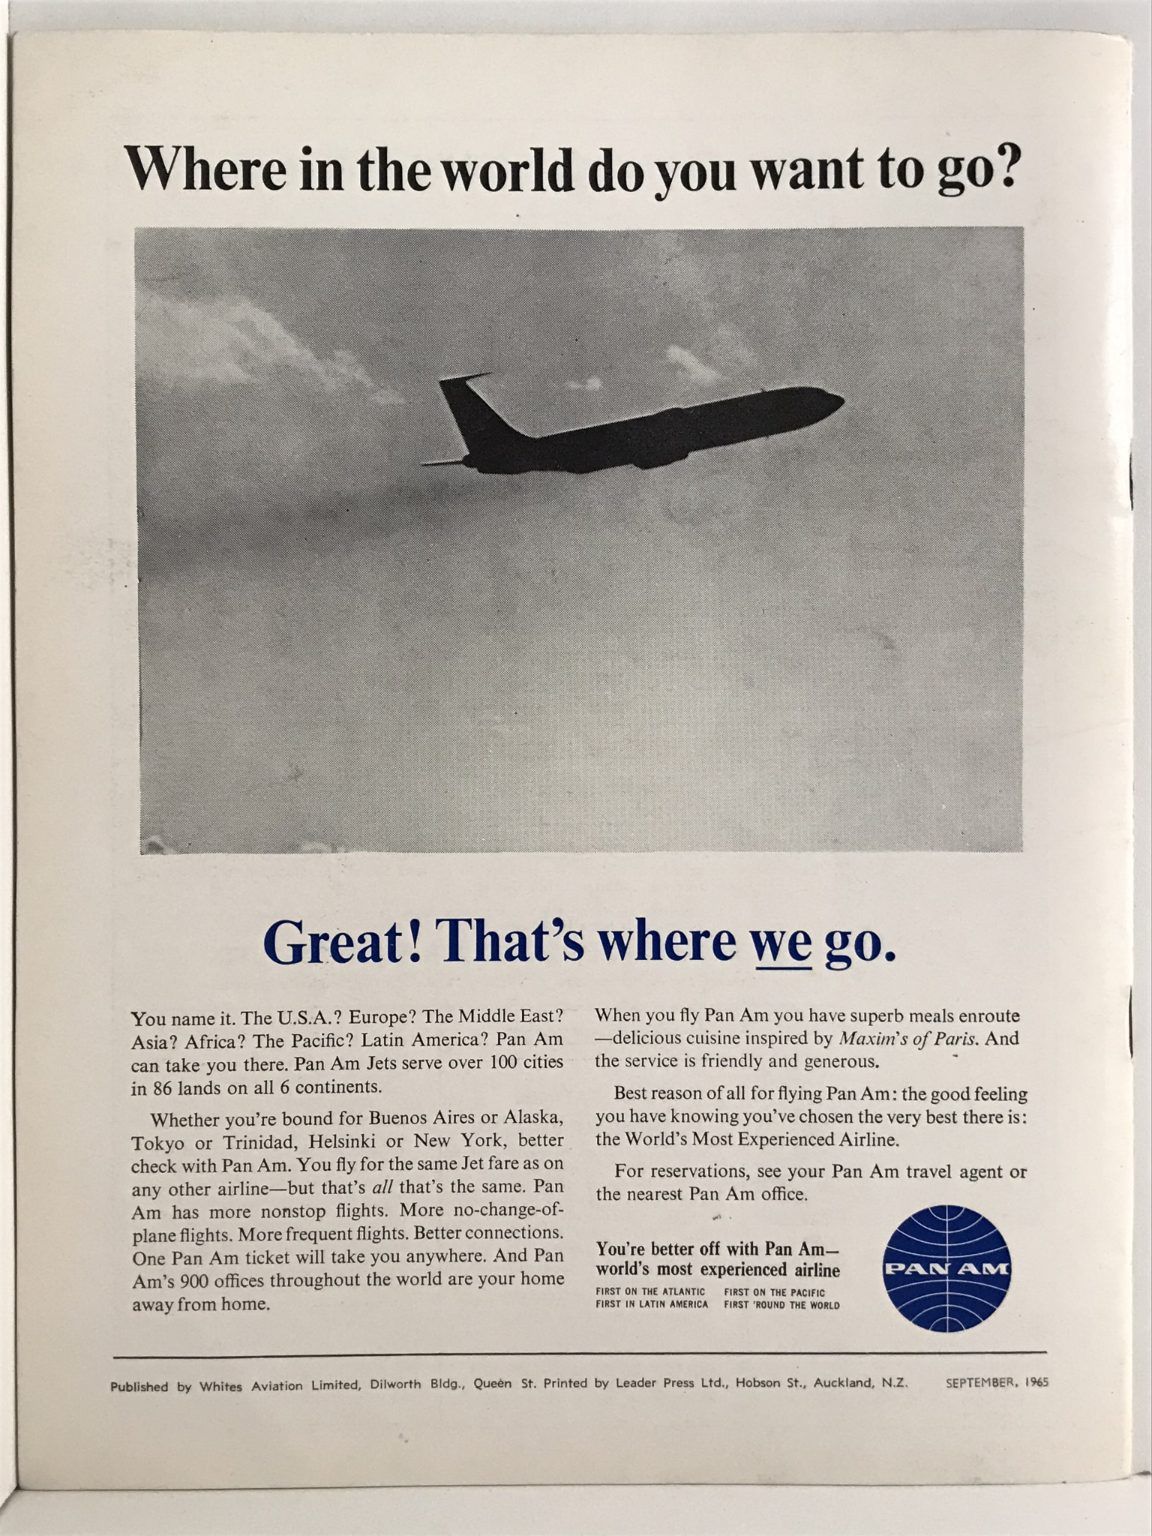 Where in the world do you want to go?
Great! That's where we go.
You name it. The U.S.A.? Europe? The Middle East?
Asia? Africa? The Pacific? Latin America? Pan Am
can take you there. Pan Am Jets serve over 100 cities
in 86 lands on all 6 continents.
Whether you're bound for Buenos Aires or Alaska,
Tokyo or Trinidad, Helsinki or New York, better
check with Pan Am. You fly for the same Jet fare as on
any other airline—but that's all that's the same. Pan
Am has more nonstop flights. More no-change-of-
plane flights. More frequent flights. Better connections.
One Pan Am ticket will take you anywhere. And Pan
Am's 900 offices throughout the world are your home
away from home.
When you fly Pan Am you have superb meals enroute
—delicious cuisine inspired by Maxim's of Paris. And
the service is friendly and generous.
Best reason of all for flying Pan Am: the good feeling
you have knowing you've chosen the very best there is:
the World's Most Experienced Airline.
For reservations, see your Pan Am travel agent or
the nearest Pan Am office.
You're better off with Pan Am—
world's most experienced airline
FIRST ON THE ATLANTIC FIRST ON THE PACIFIC
FIRST IN LATIN AMERICA FIRST 'ROUND THE WORLD
PAN AM
Published by Whites Aviation Limited, Dilworth Bldg., Queen St. Printed by Leader Press Ltd., Hobson St., Auckland, N.Z. SEPTEMBER, 1965